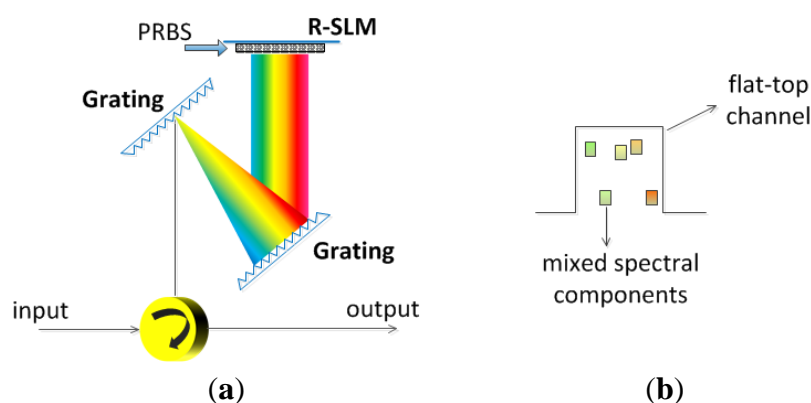 PRBS
R-SLM
Grating
Grating
input
output
(a)
flat-top
channel
mixed spectral
components
(b)